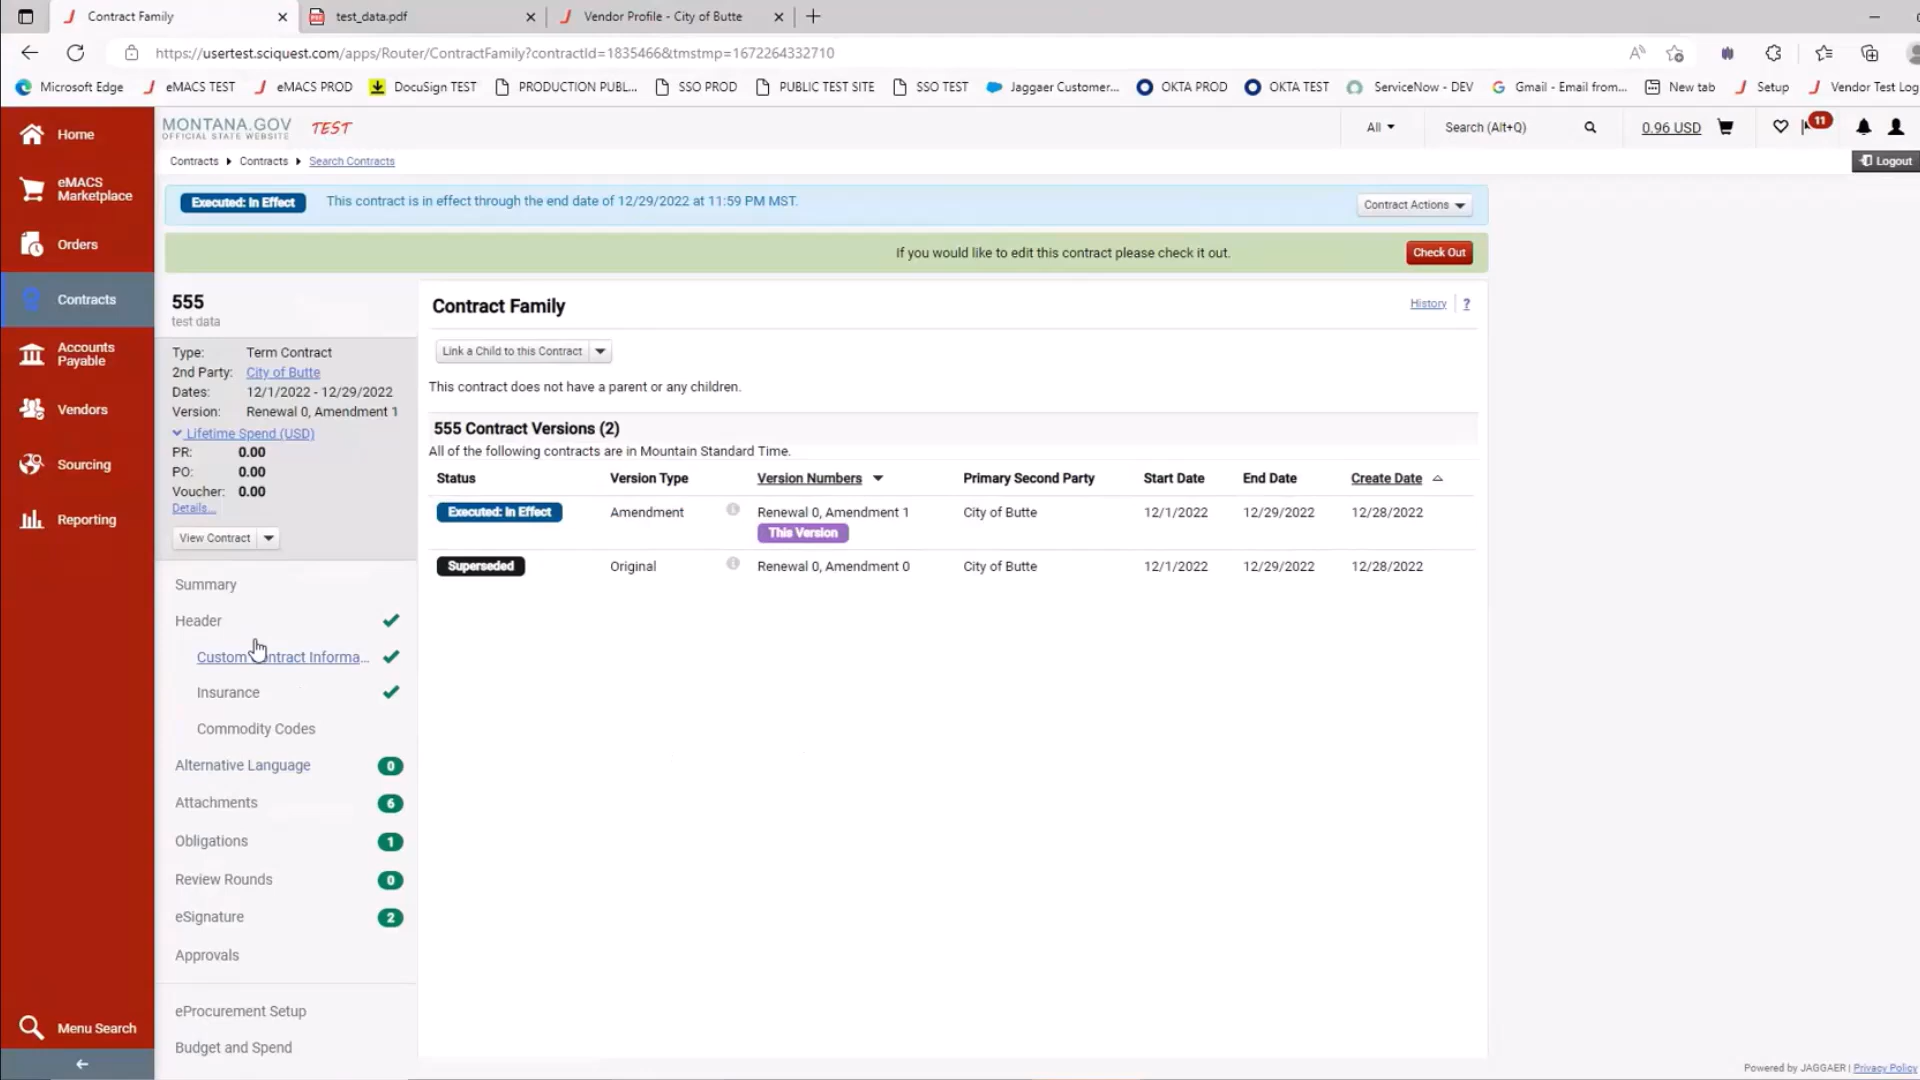 Contract Family
test_data.pdf
Vendor Profile - City of Butte
https://usertest.sciquest.com/apps/Router/ContractFamily?contractId=1835466&tmstmp=1672264332710
Microsoft Edge
eMACS TEST
eMACS PROD
DocuSign TEST
PRODUCTION PUBL...
SSO PROD
PUBLIC TEST SITE
SSO TEST
Jaggaer Customer...
OKTA PROD
OKTA TEST
ServiceNow - DEV
Gmail - Email from...
New tab
Setup
Vendor Test Log
Home
eMACS
Marketplace
Orders
Contracts
Accounts
Payable
Vendors
Sourcing
Reporting
Menu Search
MONTANA.GOV
OFFICIAL STATE WEBSITE
TEST
All
Search (Alt+Q)
0.96 USD
11
Contracts
Contracts
Search Contracts
Logout
Executed: In Effect
This contract is in effect through the end date of 12/29/2022 at 11:59 PM MST.
Contract Actions
If you would like to edit this contract please check it out.
Check Out
555
test data
Type: Term Contract
2nd Party: City of Butte
Dates: 12/1/2022 - 12/29/2022
Version: Renewal 0, Amendment 1
Lifetime Spend (USD)
PR: 0.00
PO: 0.00
Voucher: 0.00
Details...
View Contract
Summary
Header
Custom Contract Informa...
Insurance
Commodity Codes
Alternative Language 0
Attachments 6
Obligations 1
Review Rounds 0
eSignature 2
Approvals
eProcurement Setup
Budget and Spend
Contract Family
History
?
Link a Child to this Contract
This contract does not have a parent or any children.
555 Contract Versions (2)
All of the following contracts are in Mountain Standard Time.
Status Version Type Version Numbers Primary Second Party Start Date End Date Create Date
Executed: In Effect Amendment Renewal 0, Amendment 1 City of Butte 12/1/2022 12/29/2022 12/28/2022
This Version
Superseded Original Renewal 0, Amendment 0 City of Butte 12/1/2022 12/29/2022 12/28/2022
Powered by JAGGAER | Privacy Policy